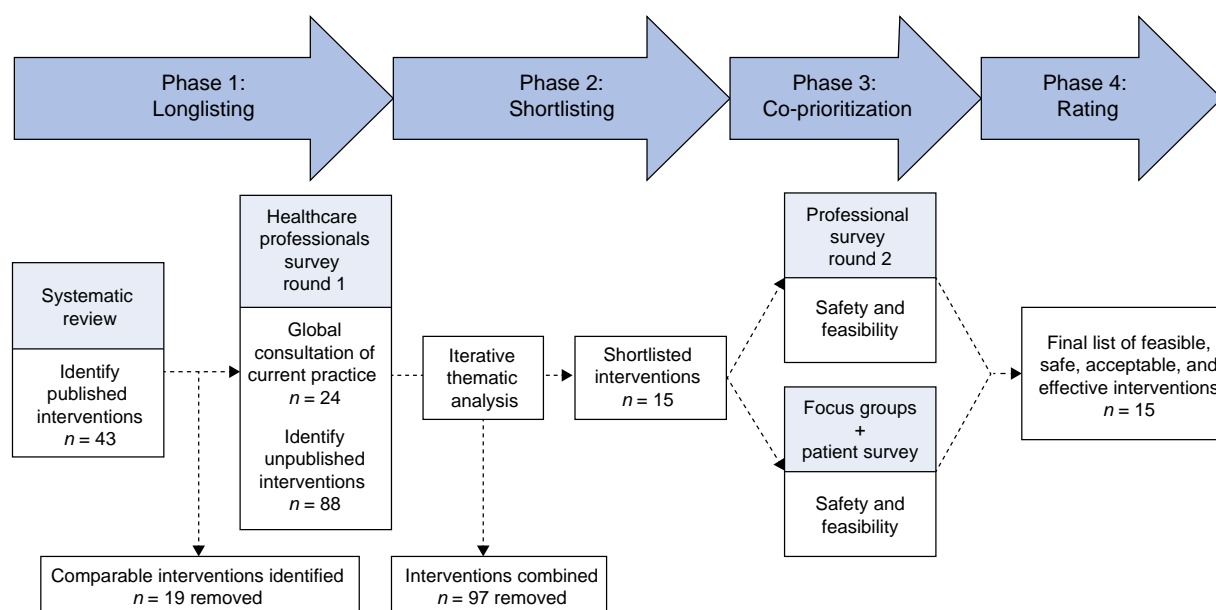 Phase 1:
Longlisting
Phase 2:
Shortlisting
Phase 3:
Co-prioritization
Phase 4:
Rating
Systematic
review
Identify
published
interventions
n = 43
Healthcare
professionals
survey
round 1
Global
consultation of
current practice
n = 24
Identify
unpublished
interventions
n = 88
Comparable interventions identified
n = 19 removed
Iterative
thematic
analysis
Interventions combined
n = 97 removed
Shortlisted
interventions
n = 15
Professional
survey
round 2
Safety and
feasibility
Focus groups
+
patient survey
Safety and
feasibility
Final list of feasible,
safe, acceptable, and
effective interventions
n = 15